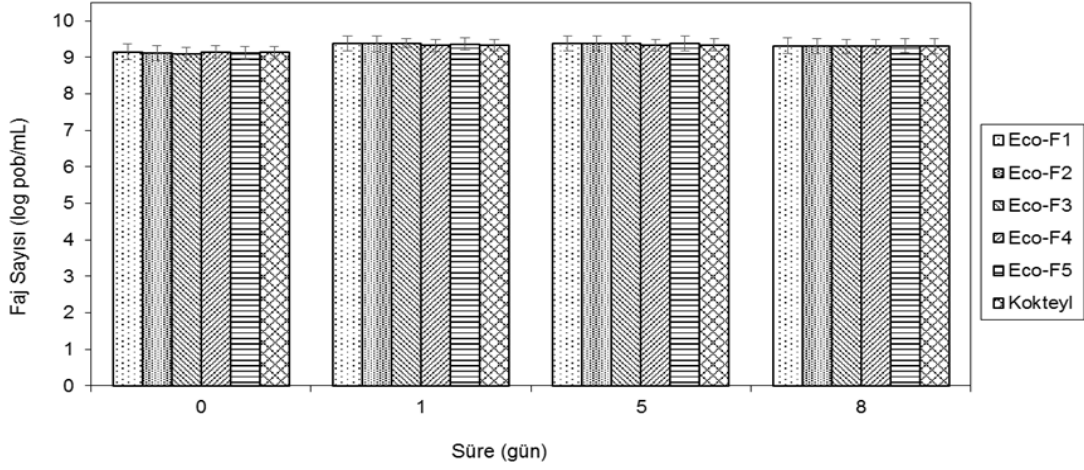 Faj Sayısı (log pob/mL)
10
9
8
7
6
5
4
3
2
1
0
0 1 5 8
Süre (gün)
Eco-F1
Eco-F2
Eco-F3
Eco-F4
Eco-F5
Kokteyl